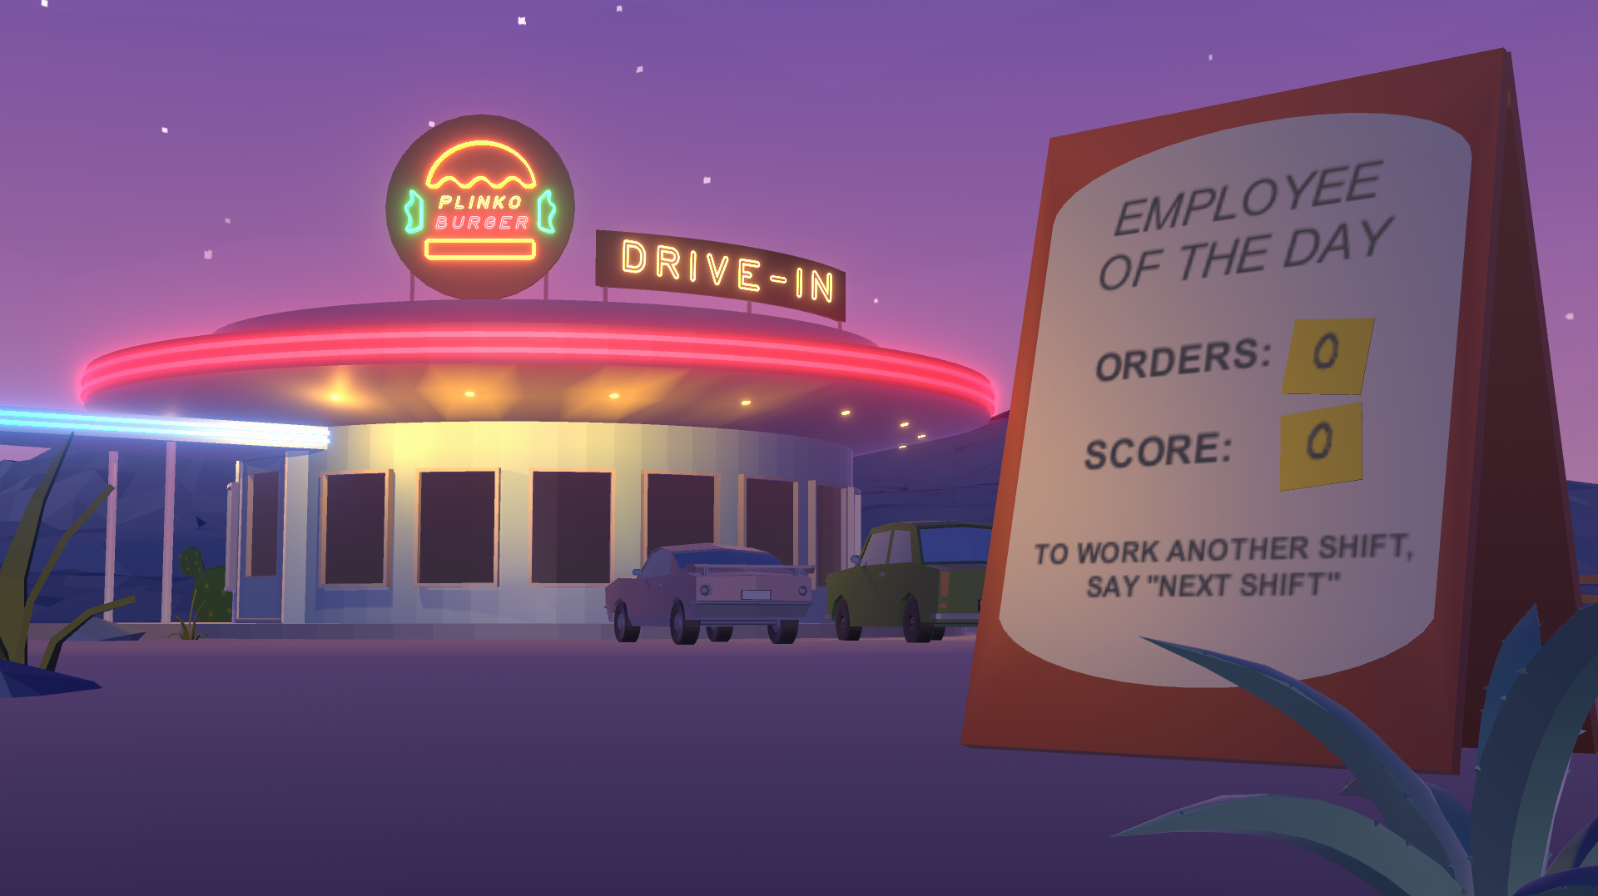 PLINKO
BURGER
DRIVE-IN
EMPLOYEE
OF THE DAY
ORDERS: 0
SCORE: 0
TO WORK ANOTHER SHIFT,
SAY "NEXT SHIFT"